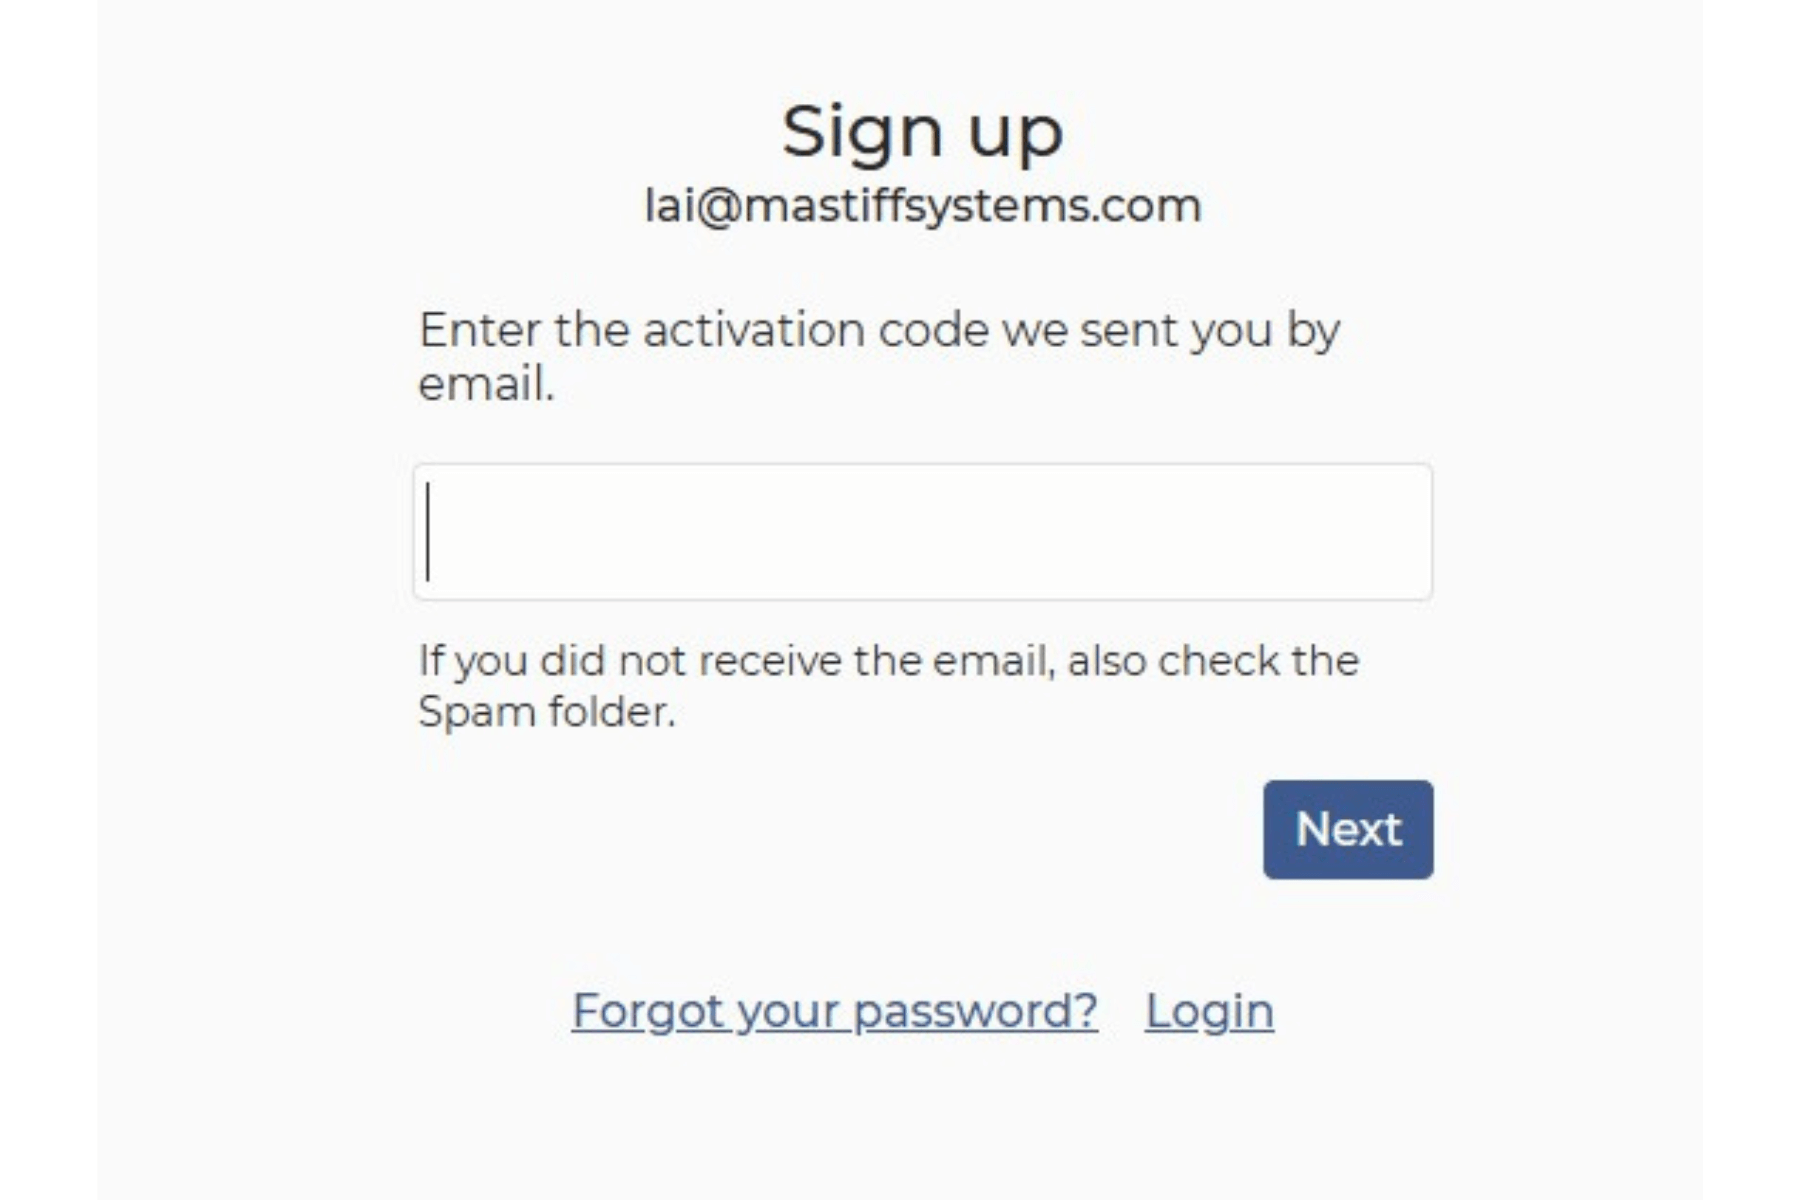 Sign up
lai@mastiffsystems.com
Enter the activation code we sent you by
email.
If you did not receive the email, also check the
Spam folder.
Next
Forgot your password? Login